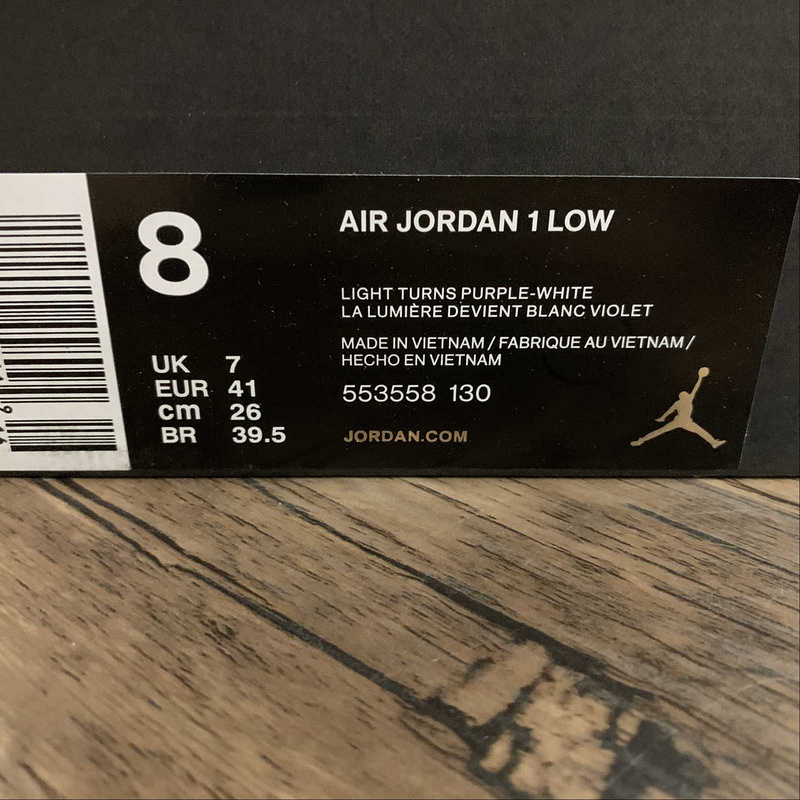 8
UK 7
EUR 41
cm 26
BR 39.5
AIR JORDAN 1 LOW
LIGHT TURNS PURPLE-WHITE
LA LUMIÈRE DEVIENT BLANC VIOLET
MADE IN VIETNAM / FABRIQUE AU VIETNAM /
HECHO EN VIETNAM
553558 130
JORDAN.COM